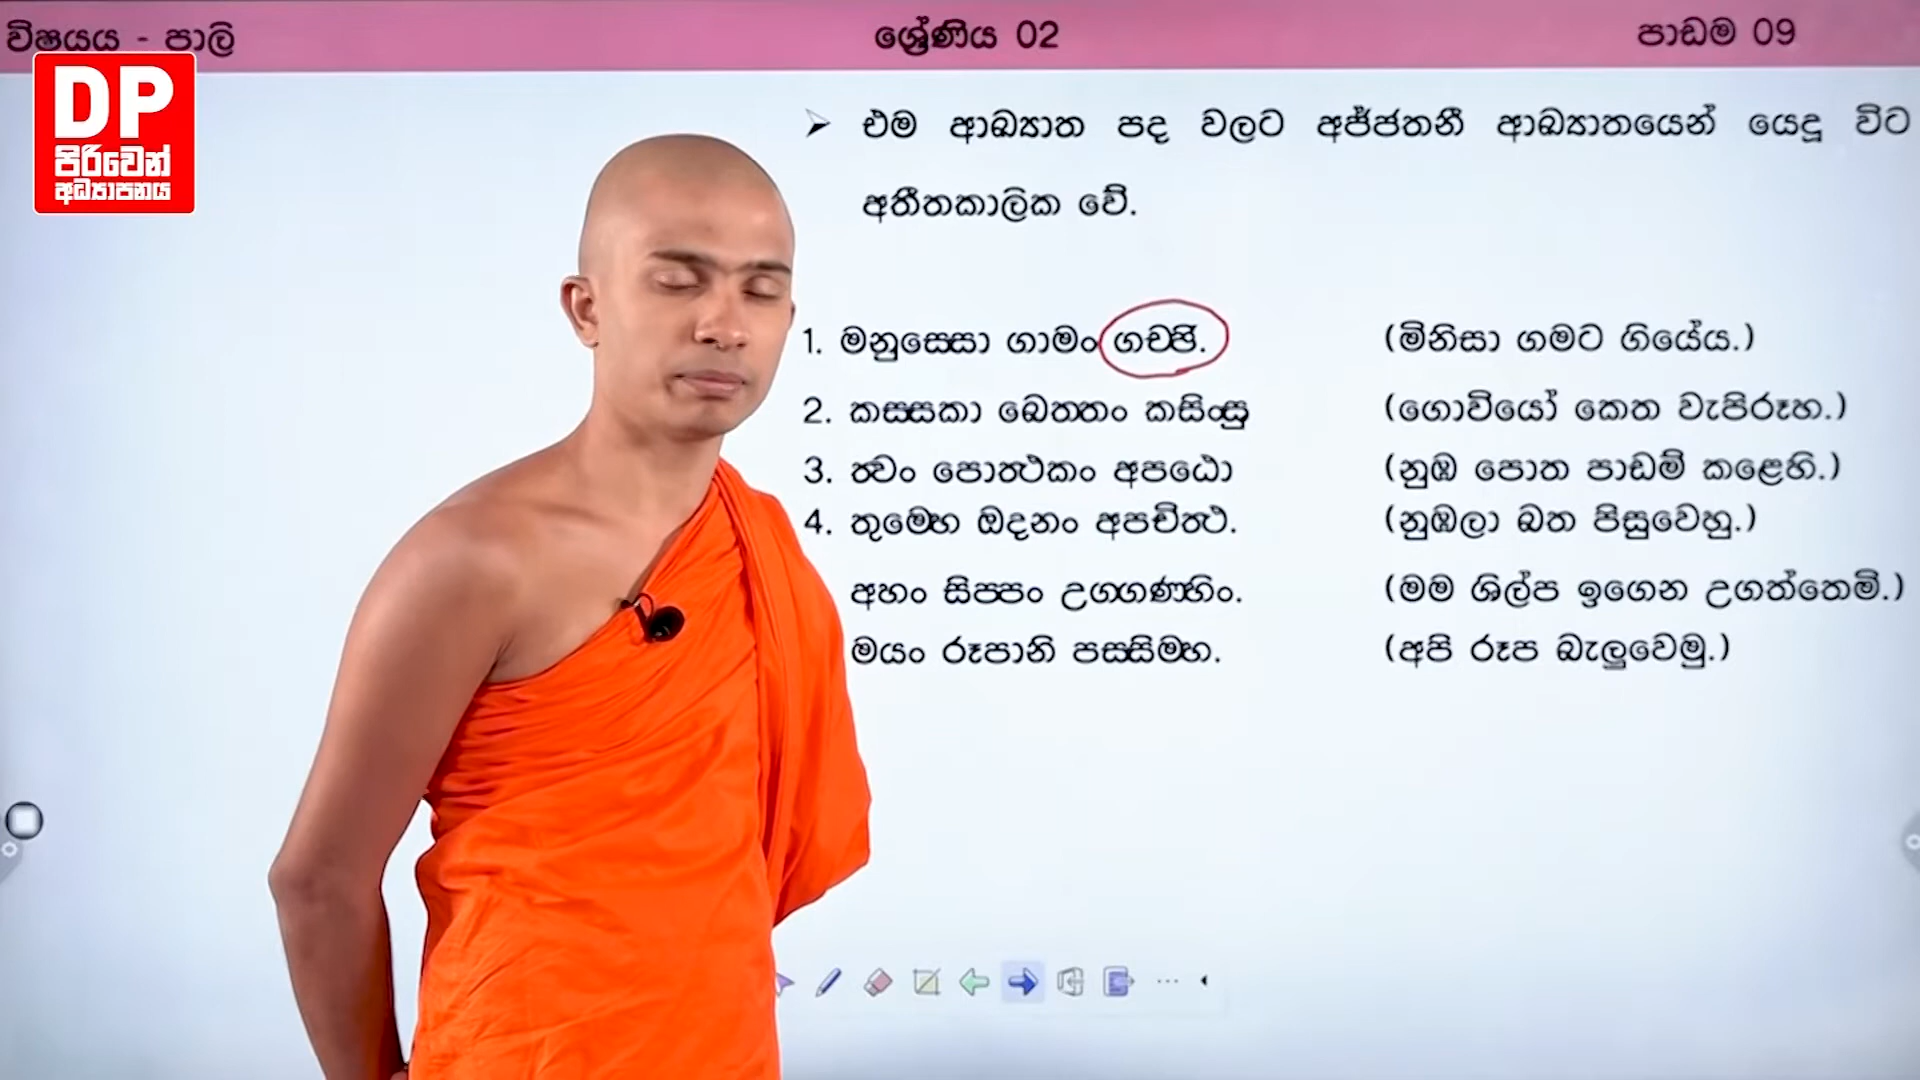 විෂයය - පාලි
ශ්‍රේණිය 02
පාඩම 09
DP
පිරිවෙන්
අධ්‍යාපනය
එම ආඛ්‍යාත පද වලට අජ්ජතනී ආඛ්‍යාතයෙන් යෙදූ විට
අතීතකාලික වේ.
1. මනුස්සො ගාමං ගච්ඡි. (මිනිසා ගමට ගියේය.)
2. කස්සකා ඛෙත්තං කසිංසු (ගොවියෝ කෙත වැපිරූහ.)
3. ත්වං පොත්ථකං අපඨො (නුඹ පොත පාඩම් කළෙහි.)
4. තුම්හෙ ඔදනං අපචිත්ථ. (නුඹලා බත පිසුවෙහු.)
අහං සිප්පං උග්ගණ්හිං. (මම ශිල්ප ඉගෙන උගත්තෙමි.)
මයං රූපානි පස්සිම්හ. (අපි රූප බැලුවෙමු.)